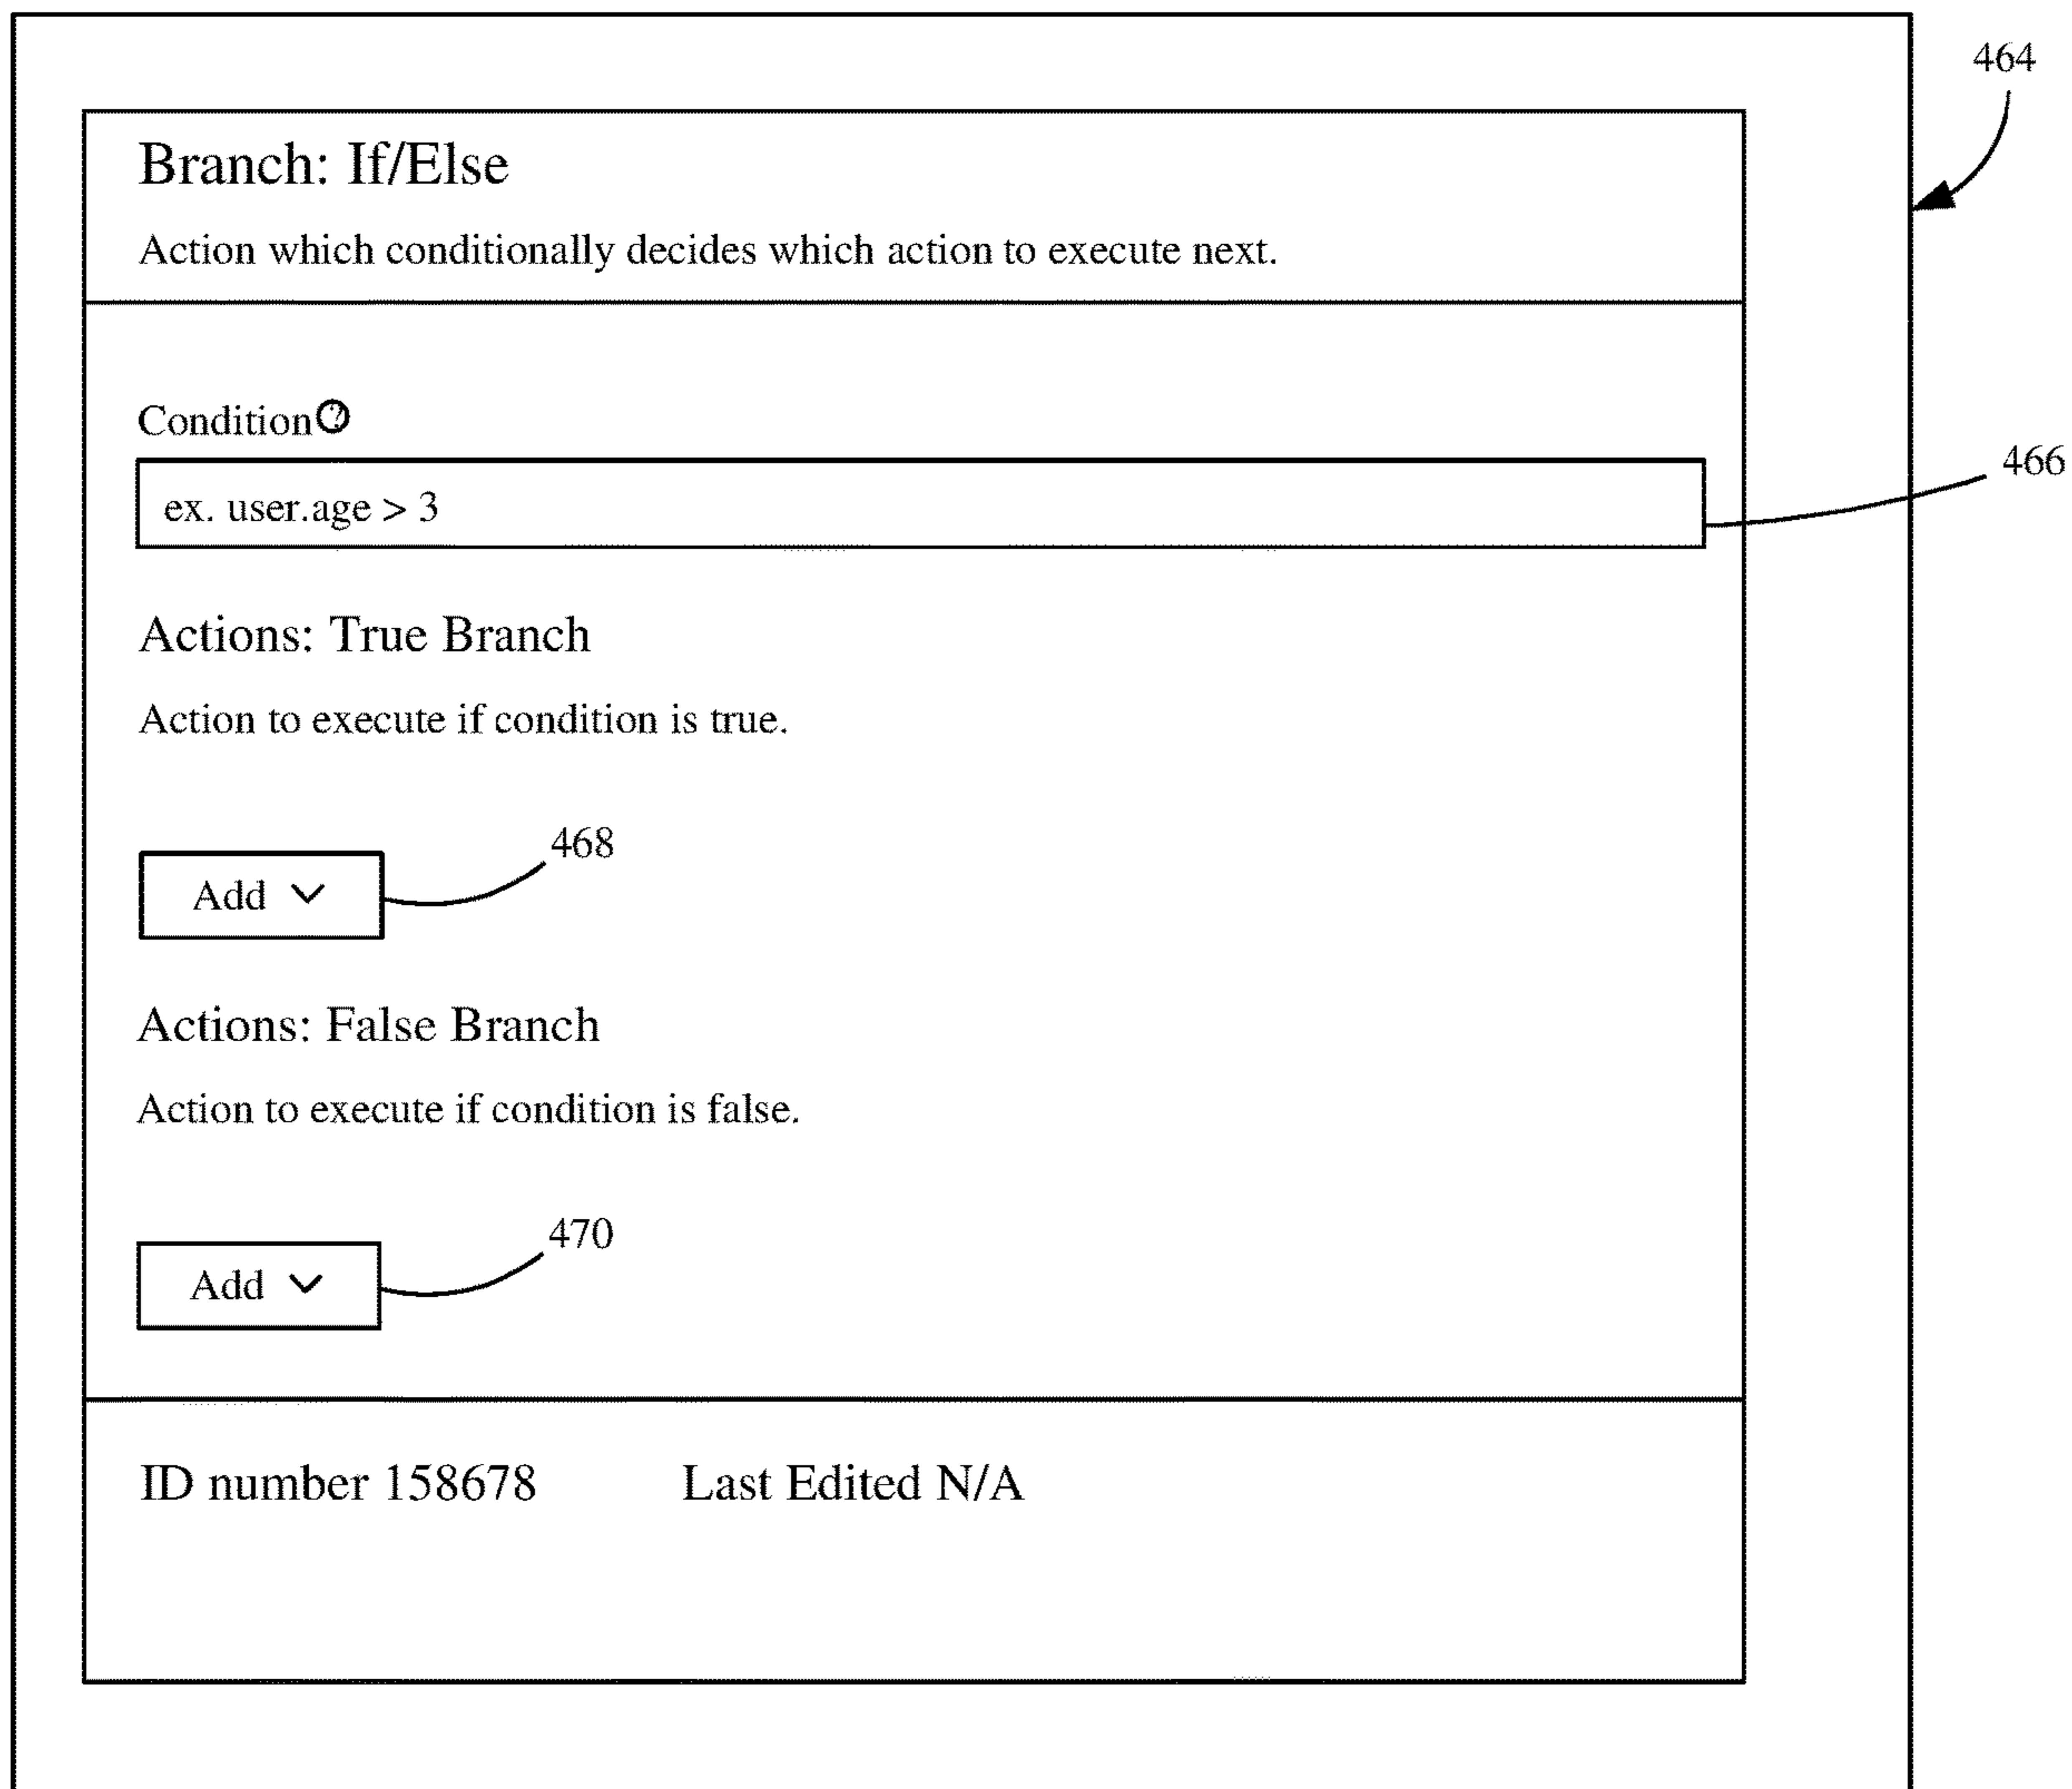 464
Branch: If/Else
Action which conditionally decides which action to execute next.
Condition?
466
ex. user.age > 3
Actions: True Branch
Action to execute if condition is true.
468
Add
Actions: False Branch
Action to execute if condition is false.
470
Add
ID number 158678 Last Edited N/A